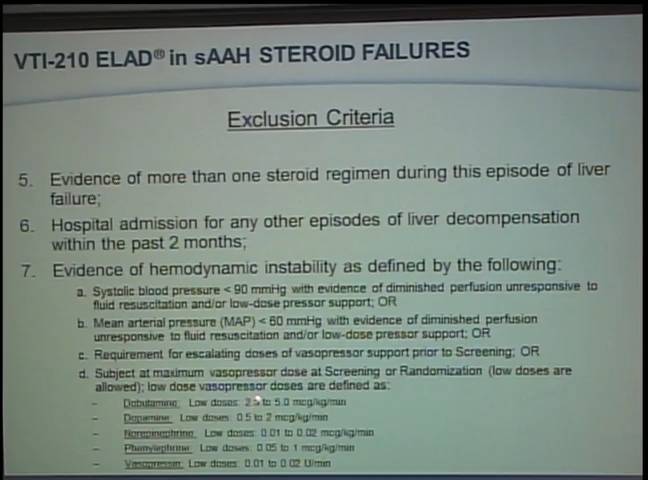 VTI-210 ELAD® in sAAH STEROID FAILURES
Exclusion Criteria
5. Evidence of more than one steroid regimen during this episode of liver
failure;
6. Hospital admission for any other episodes of liver decompensation
within the past 2 months;
7. Evidence of hemodynamic instability as defined by the following:
a. Systolic blood pressure < 90 mmHg with evidence of diminished perfusion unresponsive to
fluid resuscitation and/or low-dose pressor support; OR
b. Mean arterial pressure (MAP) < 60 mmHg with evidence of diminished perfusion
unresponsive to fluid resuscitation and/or low-dose pressor support; OR
c. Requirement for escalating doses of vasopressor support prior to Screening; OR
d. Subject at maximum vasopressor dose at Screening or Randomization (low doses are
allowed); low dose vasopressor doses are defined as:
– Dobutamine: Low doses: 2.5 to 5.0 mcg/kg/min
– Dopamine: Low doses: 0.5 to 2 mcg/kg/min
– Norepinephrine: Low doses: 0.01 to 0.02 mcg/kg/min
– Phenylephrine: Low doses: 0.05 to 1 mcg/kg/min
– Vasopressin: Low doses: 0.01 to 0.02 U/min